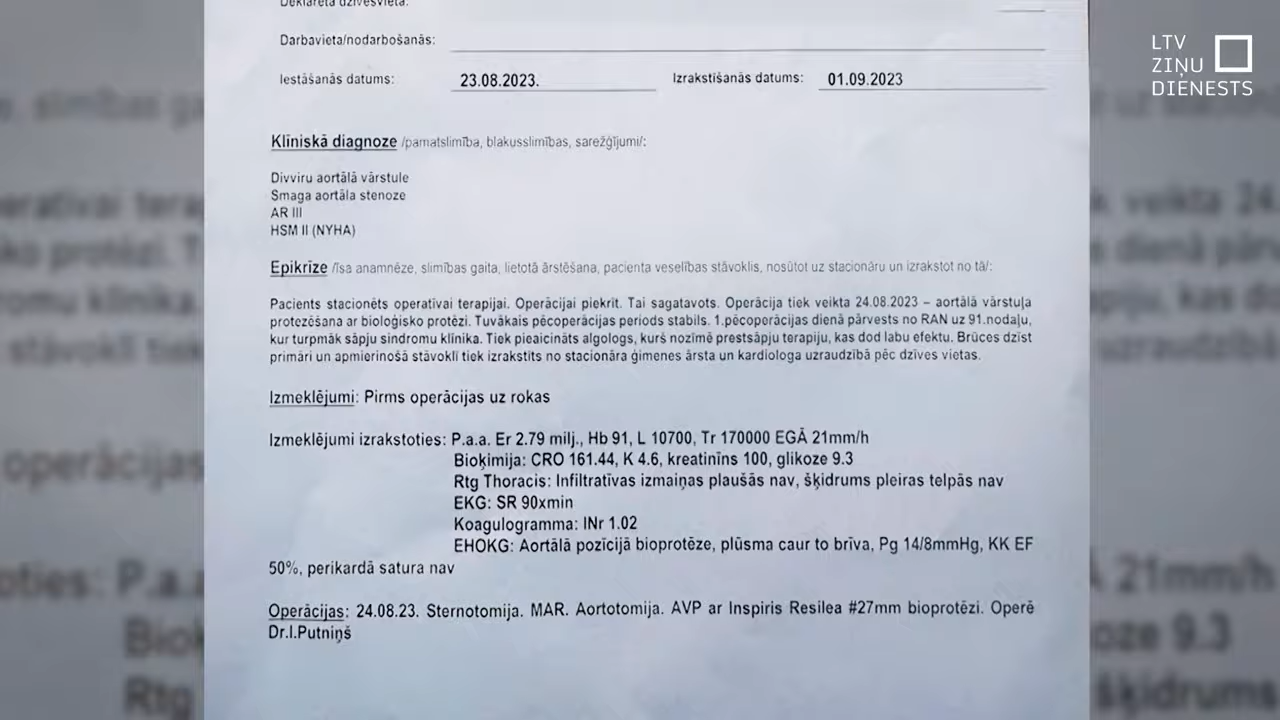 Deklarētā dzīvesvieta:
Darbavieta/nodarbošanās:
Iestāšanās datums: 23.08.2023. Izrakstīšanās datums: 01.09.2023
LTV
ZIŅU
DIENESTS
Klīniskā diagnoze /pamatslimība, blakusslimības, sarežģījumi/:
Divviru aortālā vārstule
Smaga aortāla stenoze
AR III
HSM II (NYHA)
Epikrīze /īsa anamnēze, slimības gaita, lietotā ārstēšana, pacienta veselības stāvoklis, nosūtot uz stacionāru un izrakstot no tā/:
Pacients stacionēts operatīvai terapijai. Operācijai piekrīt. Tai sagatavots. Operācija tiek veikta 24.08.2023 – aortālā vārstuļa
protezēšana ar bioloģisko protēzi. Tuvākais pēcoperācijas periods stabils. 1.pēcoperācijas dienā pārvests no RAN uz 91.nodaļu,
kur turpmāk sāpju sindromu klīnika. Tiek pieaicināts algologs, kurš nozīmē prestsāpju terapiju, kas dod labu efektu. Brūces dzīst
primāri un apmierinošā stāvoklī tiek izrakstīts no stacionāra ģimenes ārsta un kardiologa uzraudzībā pēc dzīves vietas.
Izmeklējumi: Pirms operācijas uz rokas
Izmeklējumi izrakstoties: P.a.a. Er 2.79 milj., Hb 91, L 10700, Tr 170000 EGĀ 21mm/h
Bioķīmija: CRO 161.44, K 4.6, kreatinīns 100, glikoze 9.3
Rtg Thoracis: Infiltratīvas izmaiņas plaušās nav, šķidrums pleiras telpās nav
EKG: SR 90xmin
Koagulogramma: INr 1.02
EHOKG: Aortālā pozīcijā bioprotēze, plūsma caur to brīva, Pg 14/8mmHg, KK EF
50%, perikardā satura nav
Operācijas: 24.08.23. Sternotomija. MAR. Aortotomija. AVP ar Inspiris Resilea #27mm bioprotēzi. Operē
Dr.I.Putniņš